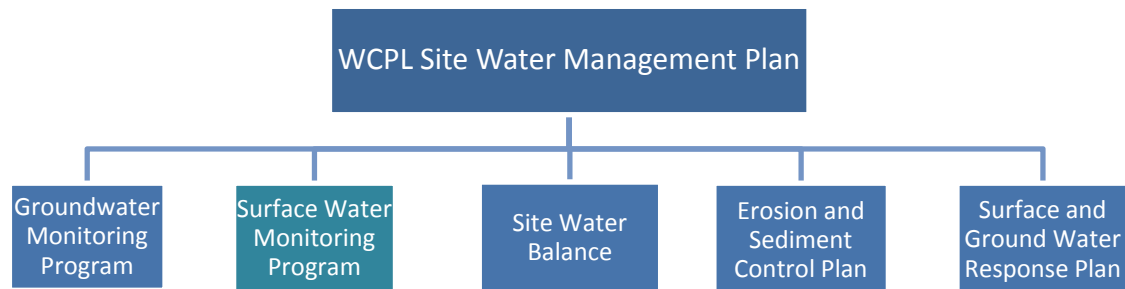 WCPL Site Water Management Plan
Groundwater
Monitoring
Program
Surface Water
Monitoring
Program
Site Water
Balance
Erosion and
Sediment
Control Plan
Surface and
Ground Water
Response Plan